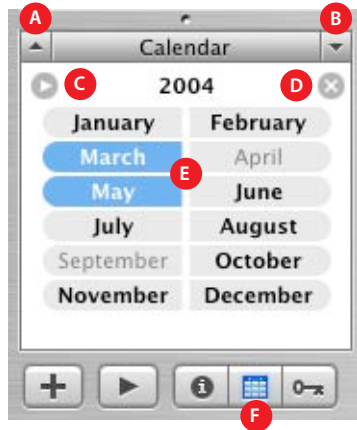 A B
Calendar
C 2004 D
January February
March E April
May June
July August
September October
November December
F